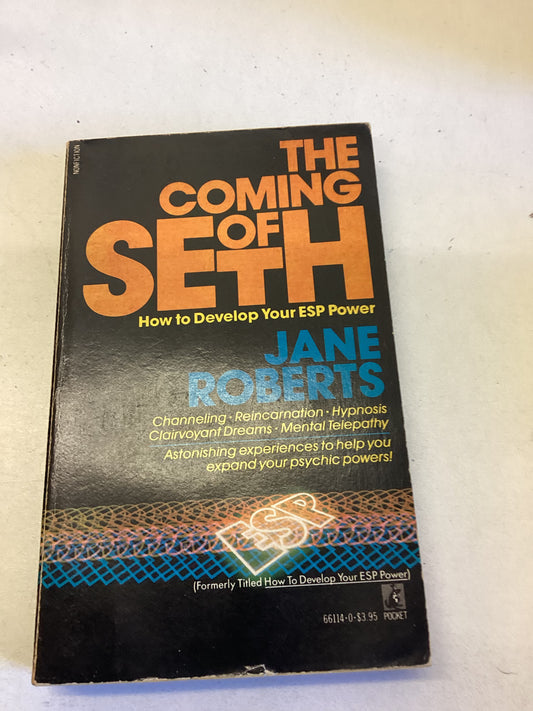 NONFICTION
THE
COMING
OF
SETH
How to Develop Your ESP Power
JANE
ROBERTS
Channeling · Reincarnation · Hypnosis
Clairvoyant Dreams · Mental Telepathy
Astonishing experiences to help you
expand your psychic powers!
ESP
(Formerly Titled How To Develop Your ESP Power)
66114-0·$3.95 POCKET